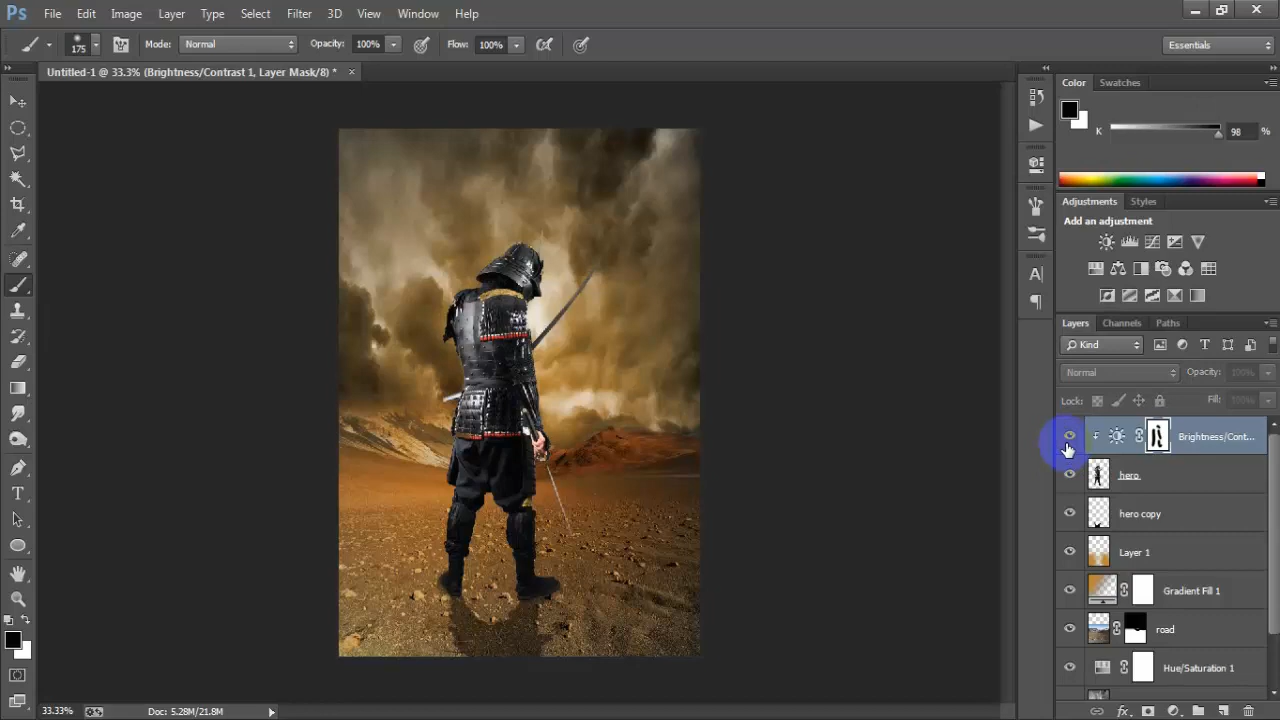 Ps File Edit Image Layer Type Select Filter 3D View Window Help
175 Mode: Normal Opacity: 100% Flow: 100% Essentials
Untitled-1 @ 33.3% (Brightness/Contrast 1, Layer Mask/8) * ×
Color Swatches
K 98 %
Adjustments Styles
Add an adjustment
Layers Channels Paths
Kind
Normal Opacity: 100%
Lock: Fill: 100%
Brightness/Cont...
hero
hero copy
Layer 1
Gradient Fill 1
road
Hue/Saturation 1
33.33% Doc: 5.28M/21.8M